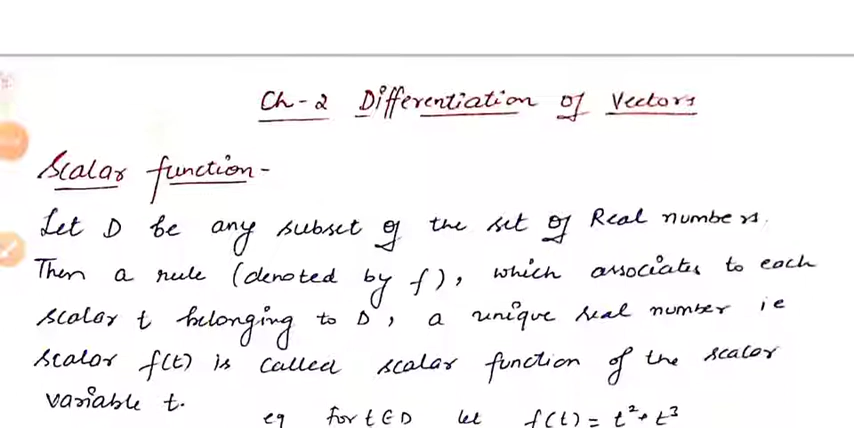 Ch-2 Differentiation of Vectors
Scalar function-
Let D be any subset of the set of Real numbers.
Then a rule (denoted by f), which associates to each
scalar t belonging to D, a unique real number ie
scalar f(t) is called scalar function of the scalar
variable t.
eg for t ∈ D let f(t) = t²+t³